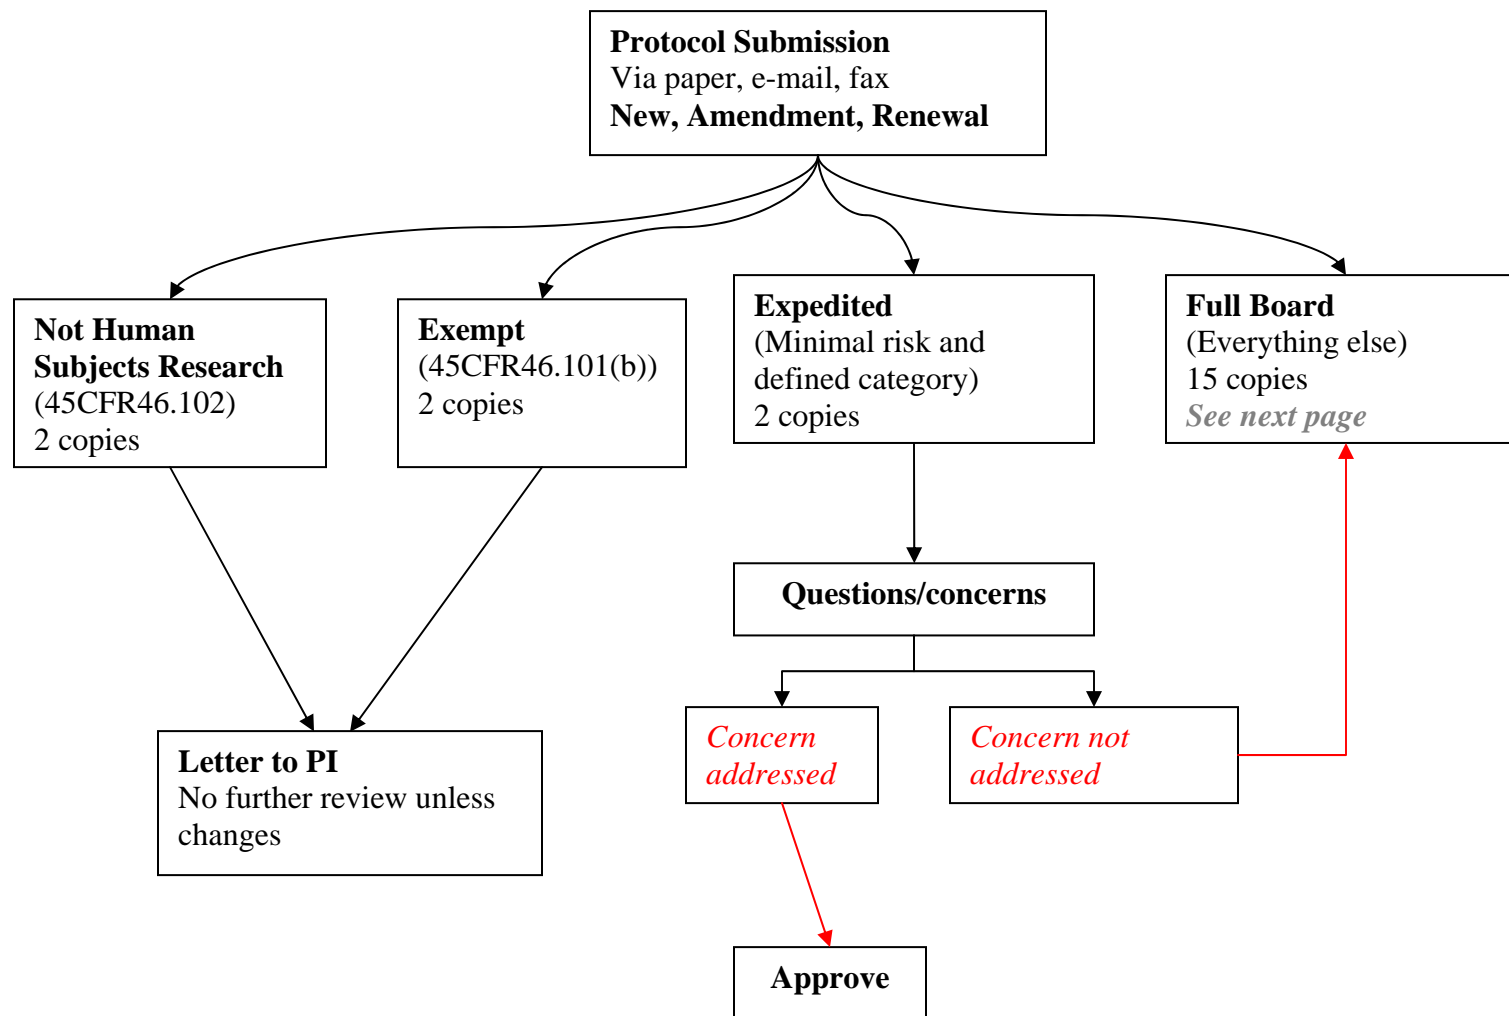 Protocol Submission
Via paper, e-mail, fax
New, Amendment, Renewal
Not Human
Subjects Research
(45CFR46.102)
2 copies
Exempt
(45CFR46.101(b))
2 copies
Expedited
(Minimal risk and
defined category)
2 copies
Full Board
(Everything else)
15 copies
See next page
Questions/concerns
Concern
addressed
Concern not
addressed
Letter to PI
No further review unless
changes
Approve